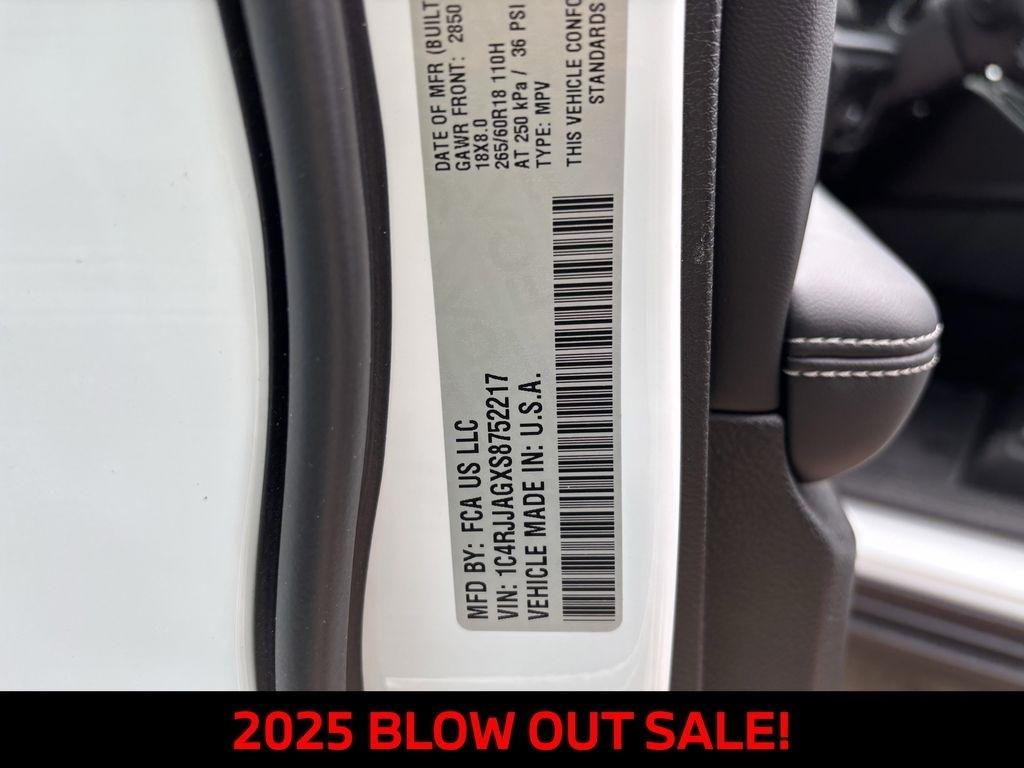 DATE OF MFR (BUILT
GAWR FRONT: 2850
18X8.0
265/60R18 110H
AT 250 kPa / 36 PSI
TYPE: MPV
THIS VEHICLE CONFO
STANDARDS
MFD BY: FCA US LLC
VIN: 1C4RJJAGXS8752217
VEHICLE MADE IN: U.S.A.
2025 BLOW OUT SALE!